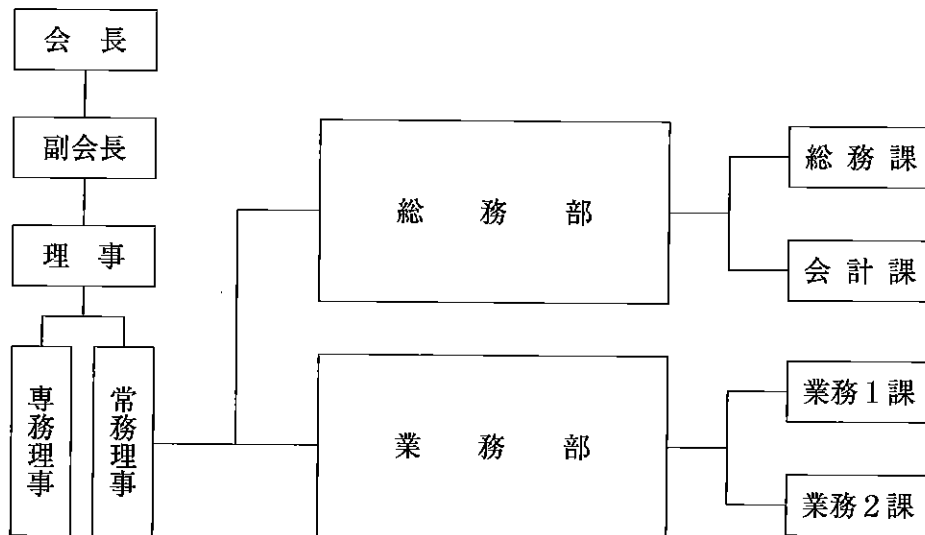 会長
副会長
理事
専務理事
常務理事
総務部
業務部
総務課
会計課
業務1課
業務2課